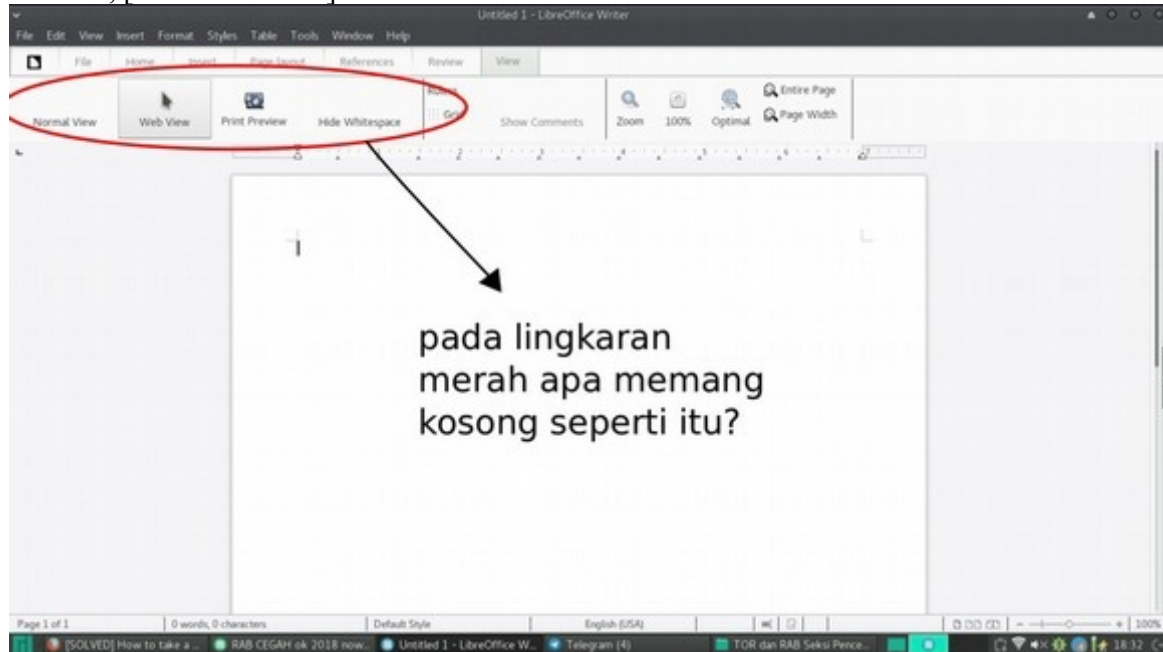 Untitled 1 - LibreOffice Writer
File Edit View Insert Format Styles Table Tools Window Help
File Home Insert Page layout References Review View
Normal View Web View Print Preview Hide Whitespace Show Comments Zoom 100% Optimal Entire Page
Page Width
pada lingkaran
merah apa memang
kosong seperti itu?
Page 1 of 1 0 words, 0 characters Default Style English (USA) 100%
[SOLVED] How to take a ... RAB CEGAH ok 2018 now... Untitled 1 - LibreOffice W... Telegram (4) TOR dan RAB Seksi Pence... 18:32